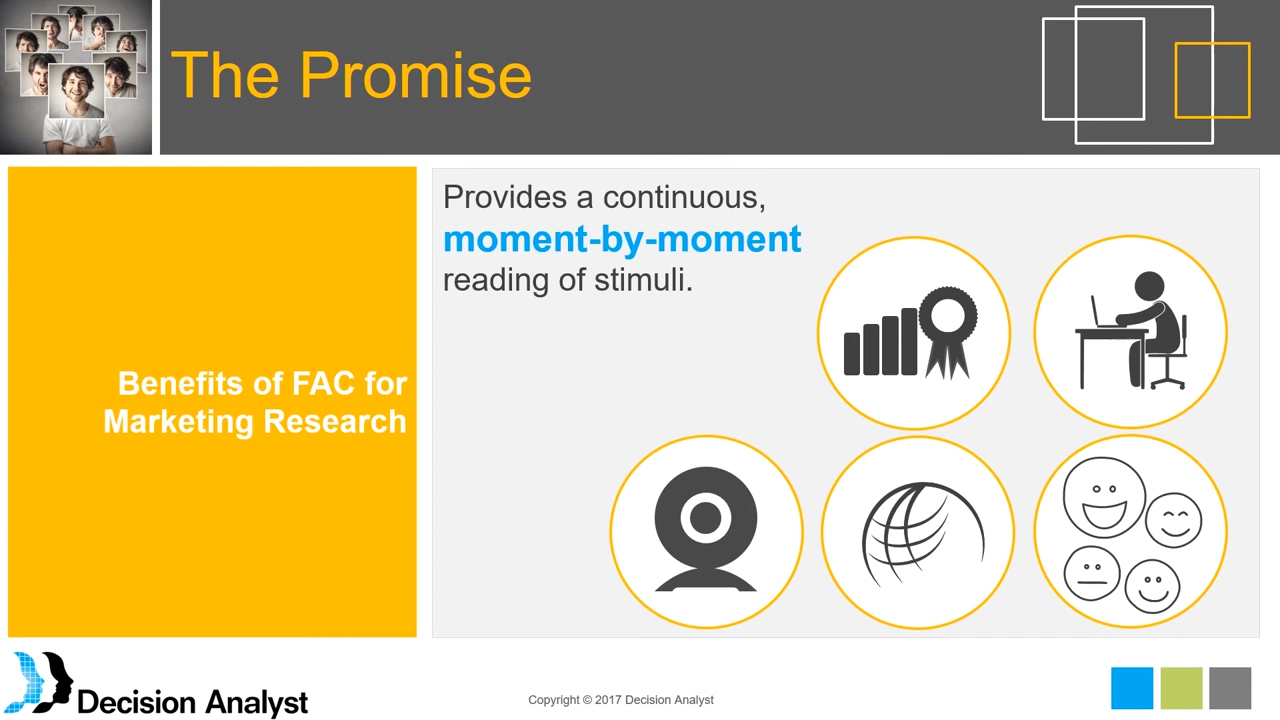 The Promise
Benefits of FAC for
Marketing Research
Provides a continuous,
moment-by-moment
reading of stimuli.
Decision Analyst
Copyright © 2017 Decision Analyst